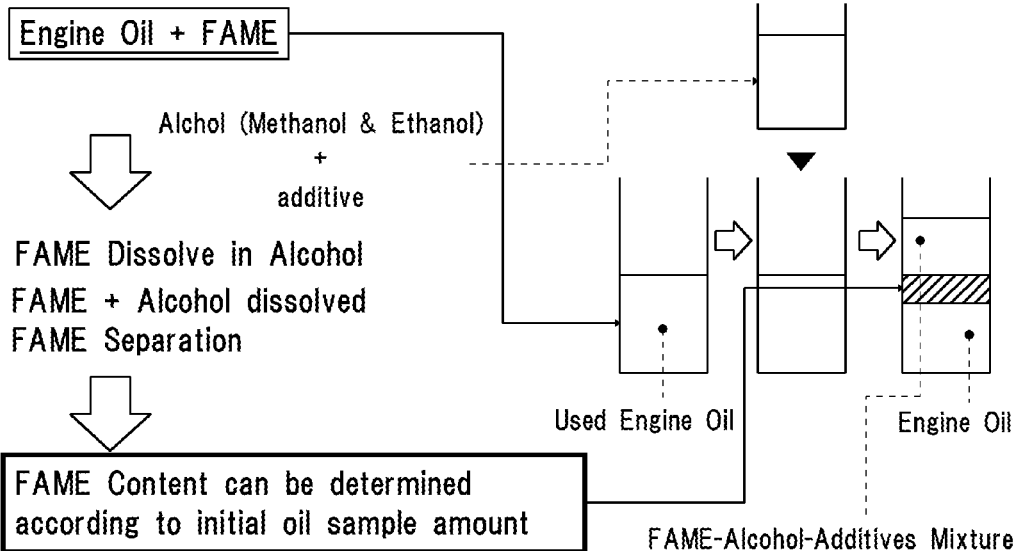 Engine Oil + FAME
Alchol (Methanol & Ethanol)
+
additive
FAME Dissolve in Alcohol
FAME + Alcohol dissolved
FAME Separation
FAME Content can be determined
according to initial oil sample amount
Used Engine Oil
Engine Oil
FAME-Alcohol-Additives Mixture